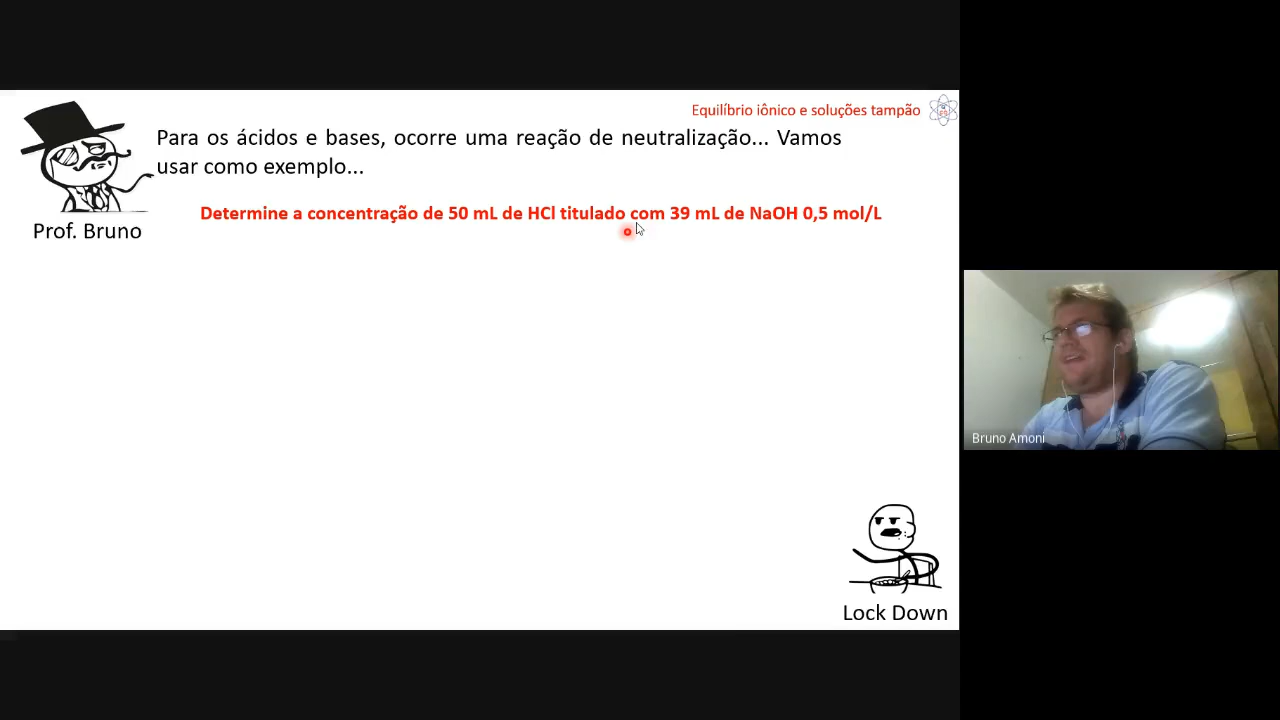 Equilíbrio iônico e soluções tampão
Para os ácidos e bases, ocorre uma reação de neutralização... Vamos
usar como exemplo...
Determine a concentração de 50 mL de HCl titulado com 39 mL de NaOH 0,5 mol/L
Prof. Bruno
Bruno Amoni
Lock Down